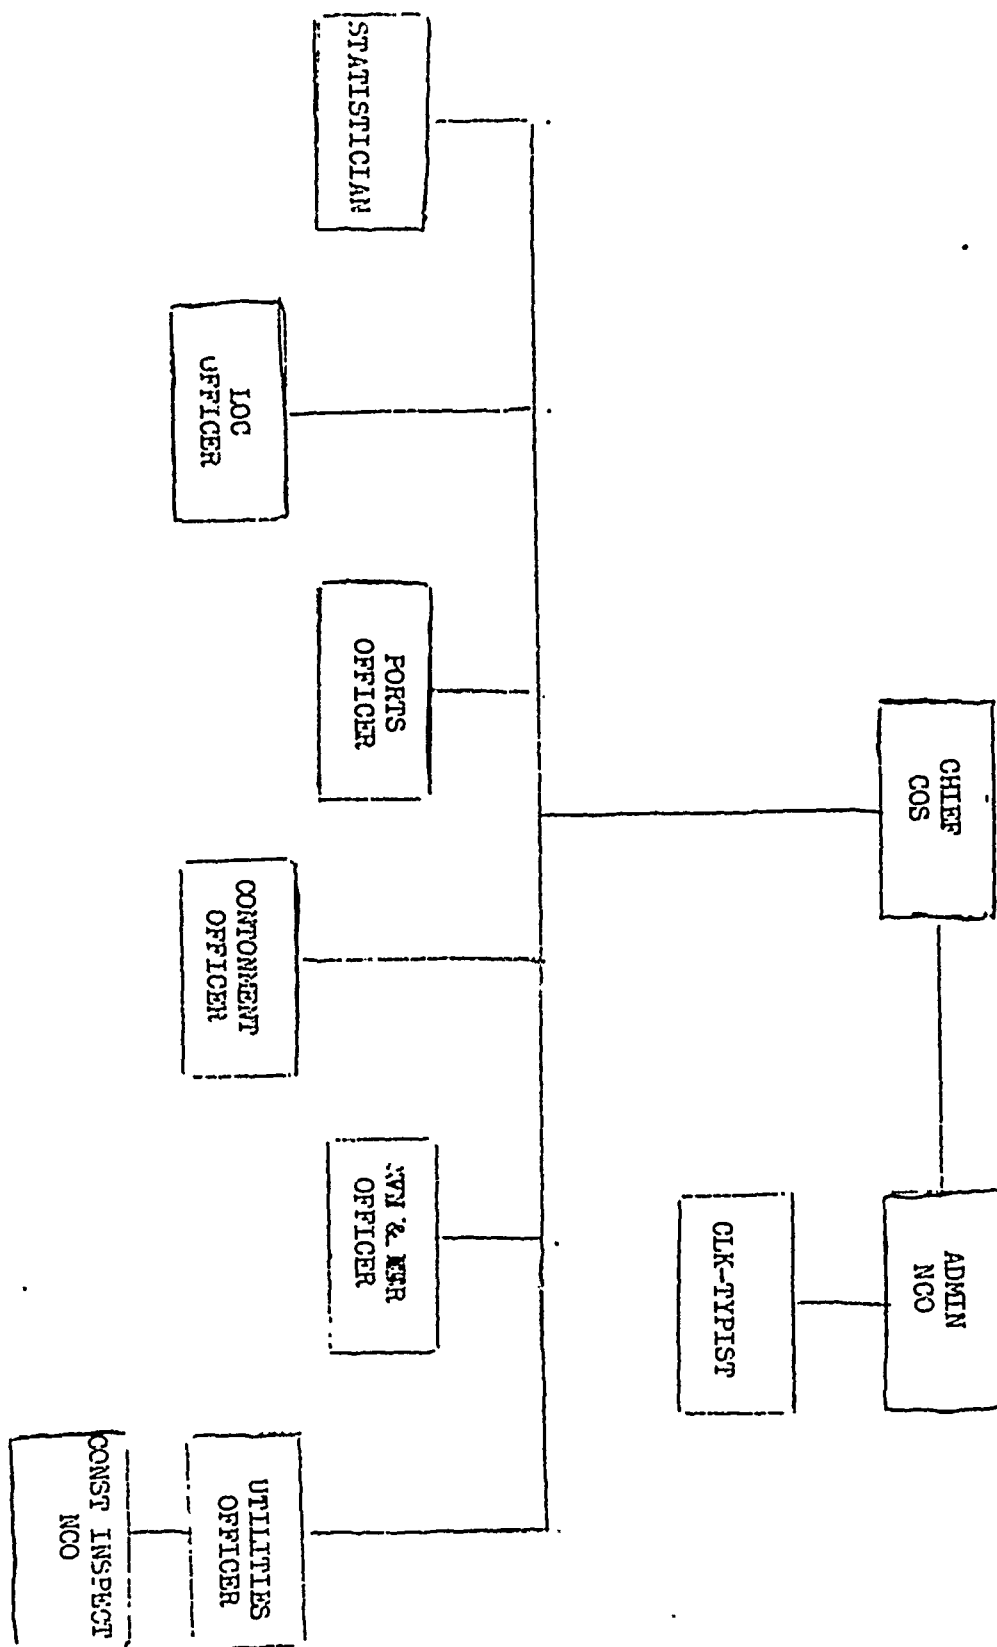 CHIEF
COS
ADMIN
NCO
CLK-TYPIST
STATISTICIAN
LOC
OFFICER
PORTS
OFFICER
CONTONMENT
OFFICER
&
OFFICER
UTILITIES
OFFICER
CONST INSPECT
NCO